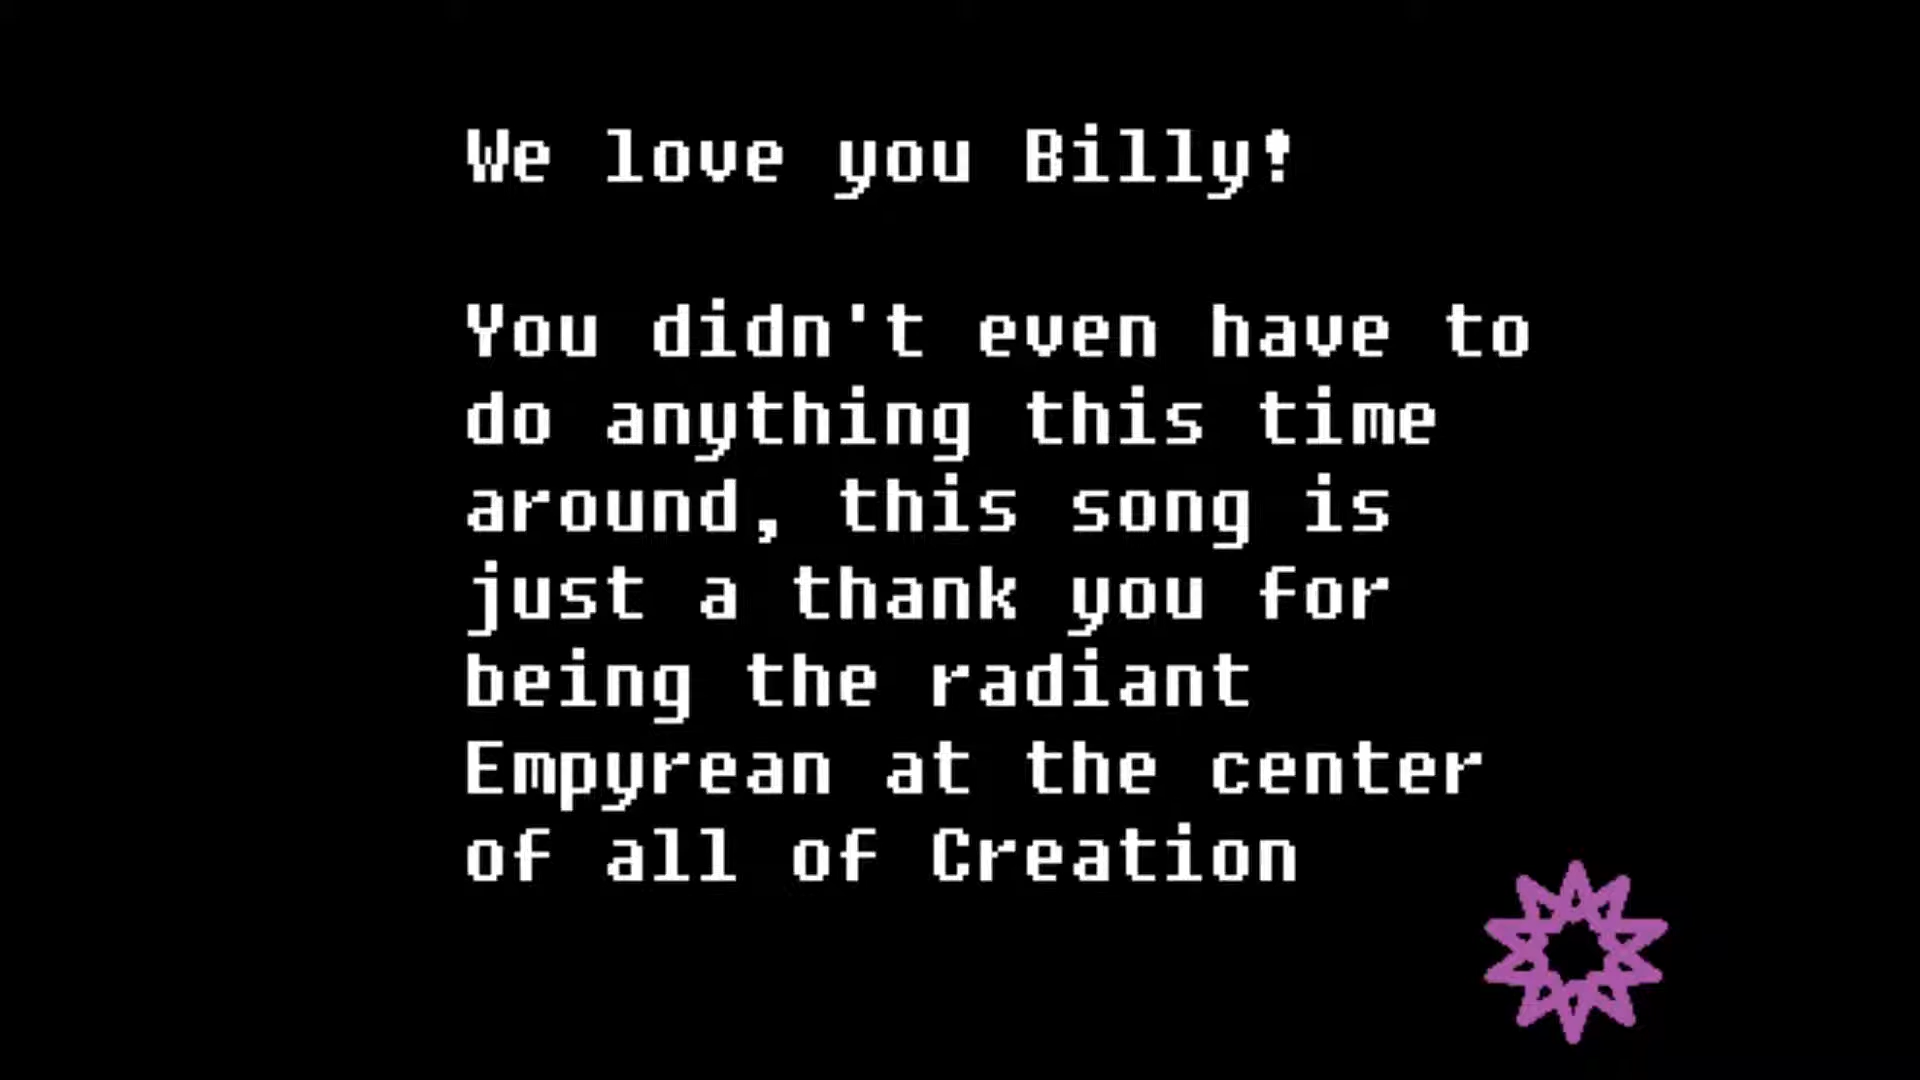 We love you Billy!
You didn't even have to
do anything this time
around, this song is
just a thank you for
being the radiant
Empyrean at the center
of all of Creation